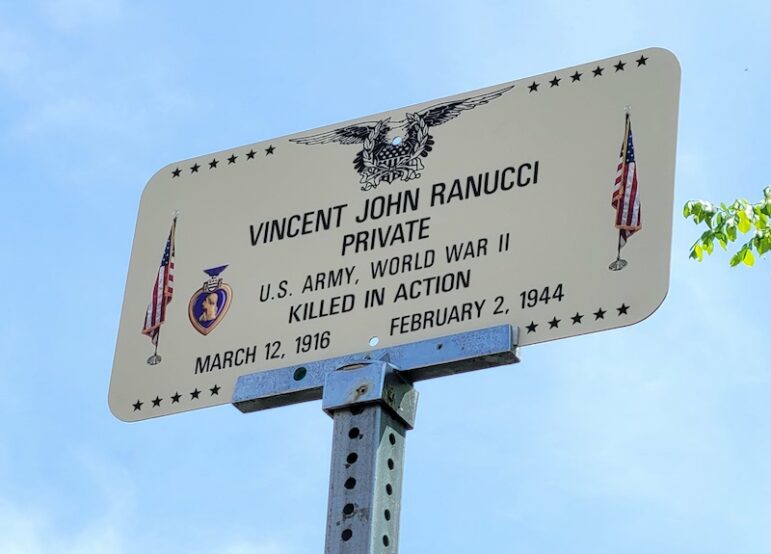 VINCENT JOHN RANUCCI
PRIVATE
U.S. ARMY, WORLD WAR II
KILLED IN ACTION
MARCH 12, 1916 FEBRUARY 2, 1944